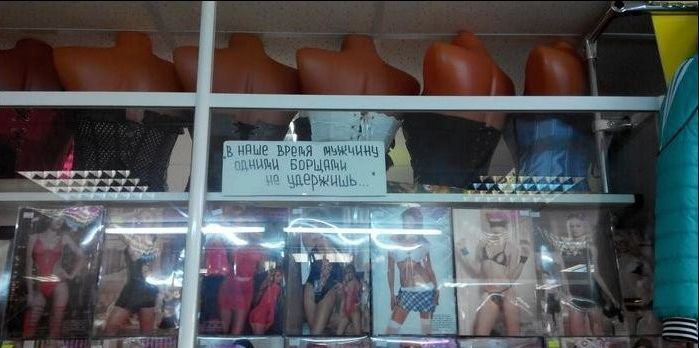 В НАШЕ ВРЕМЯ МУЖЧИНУ
ОДНИМИ БОРЩАМИ
НЕ УДЕРЖИШЬ...